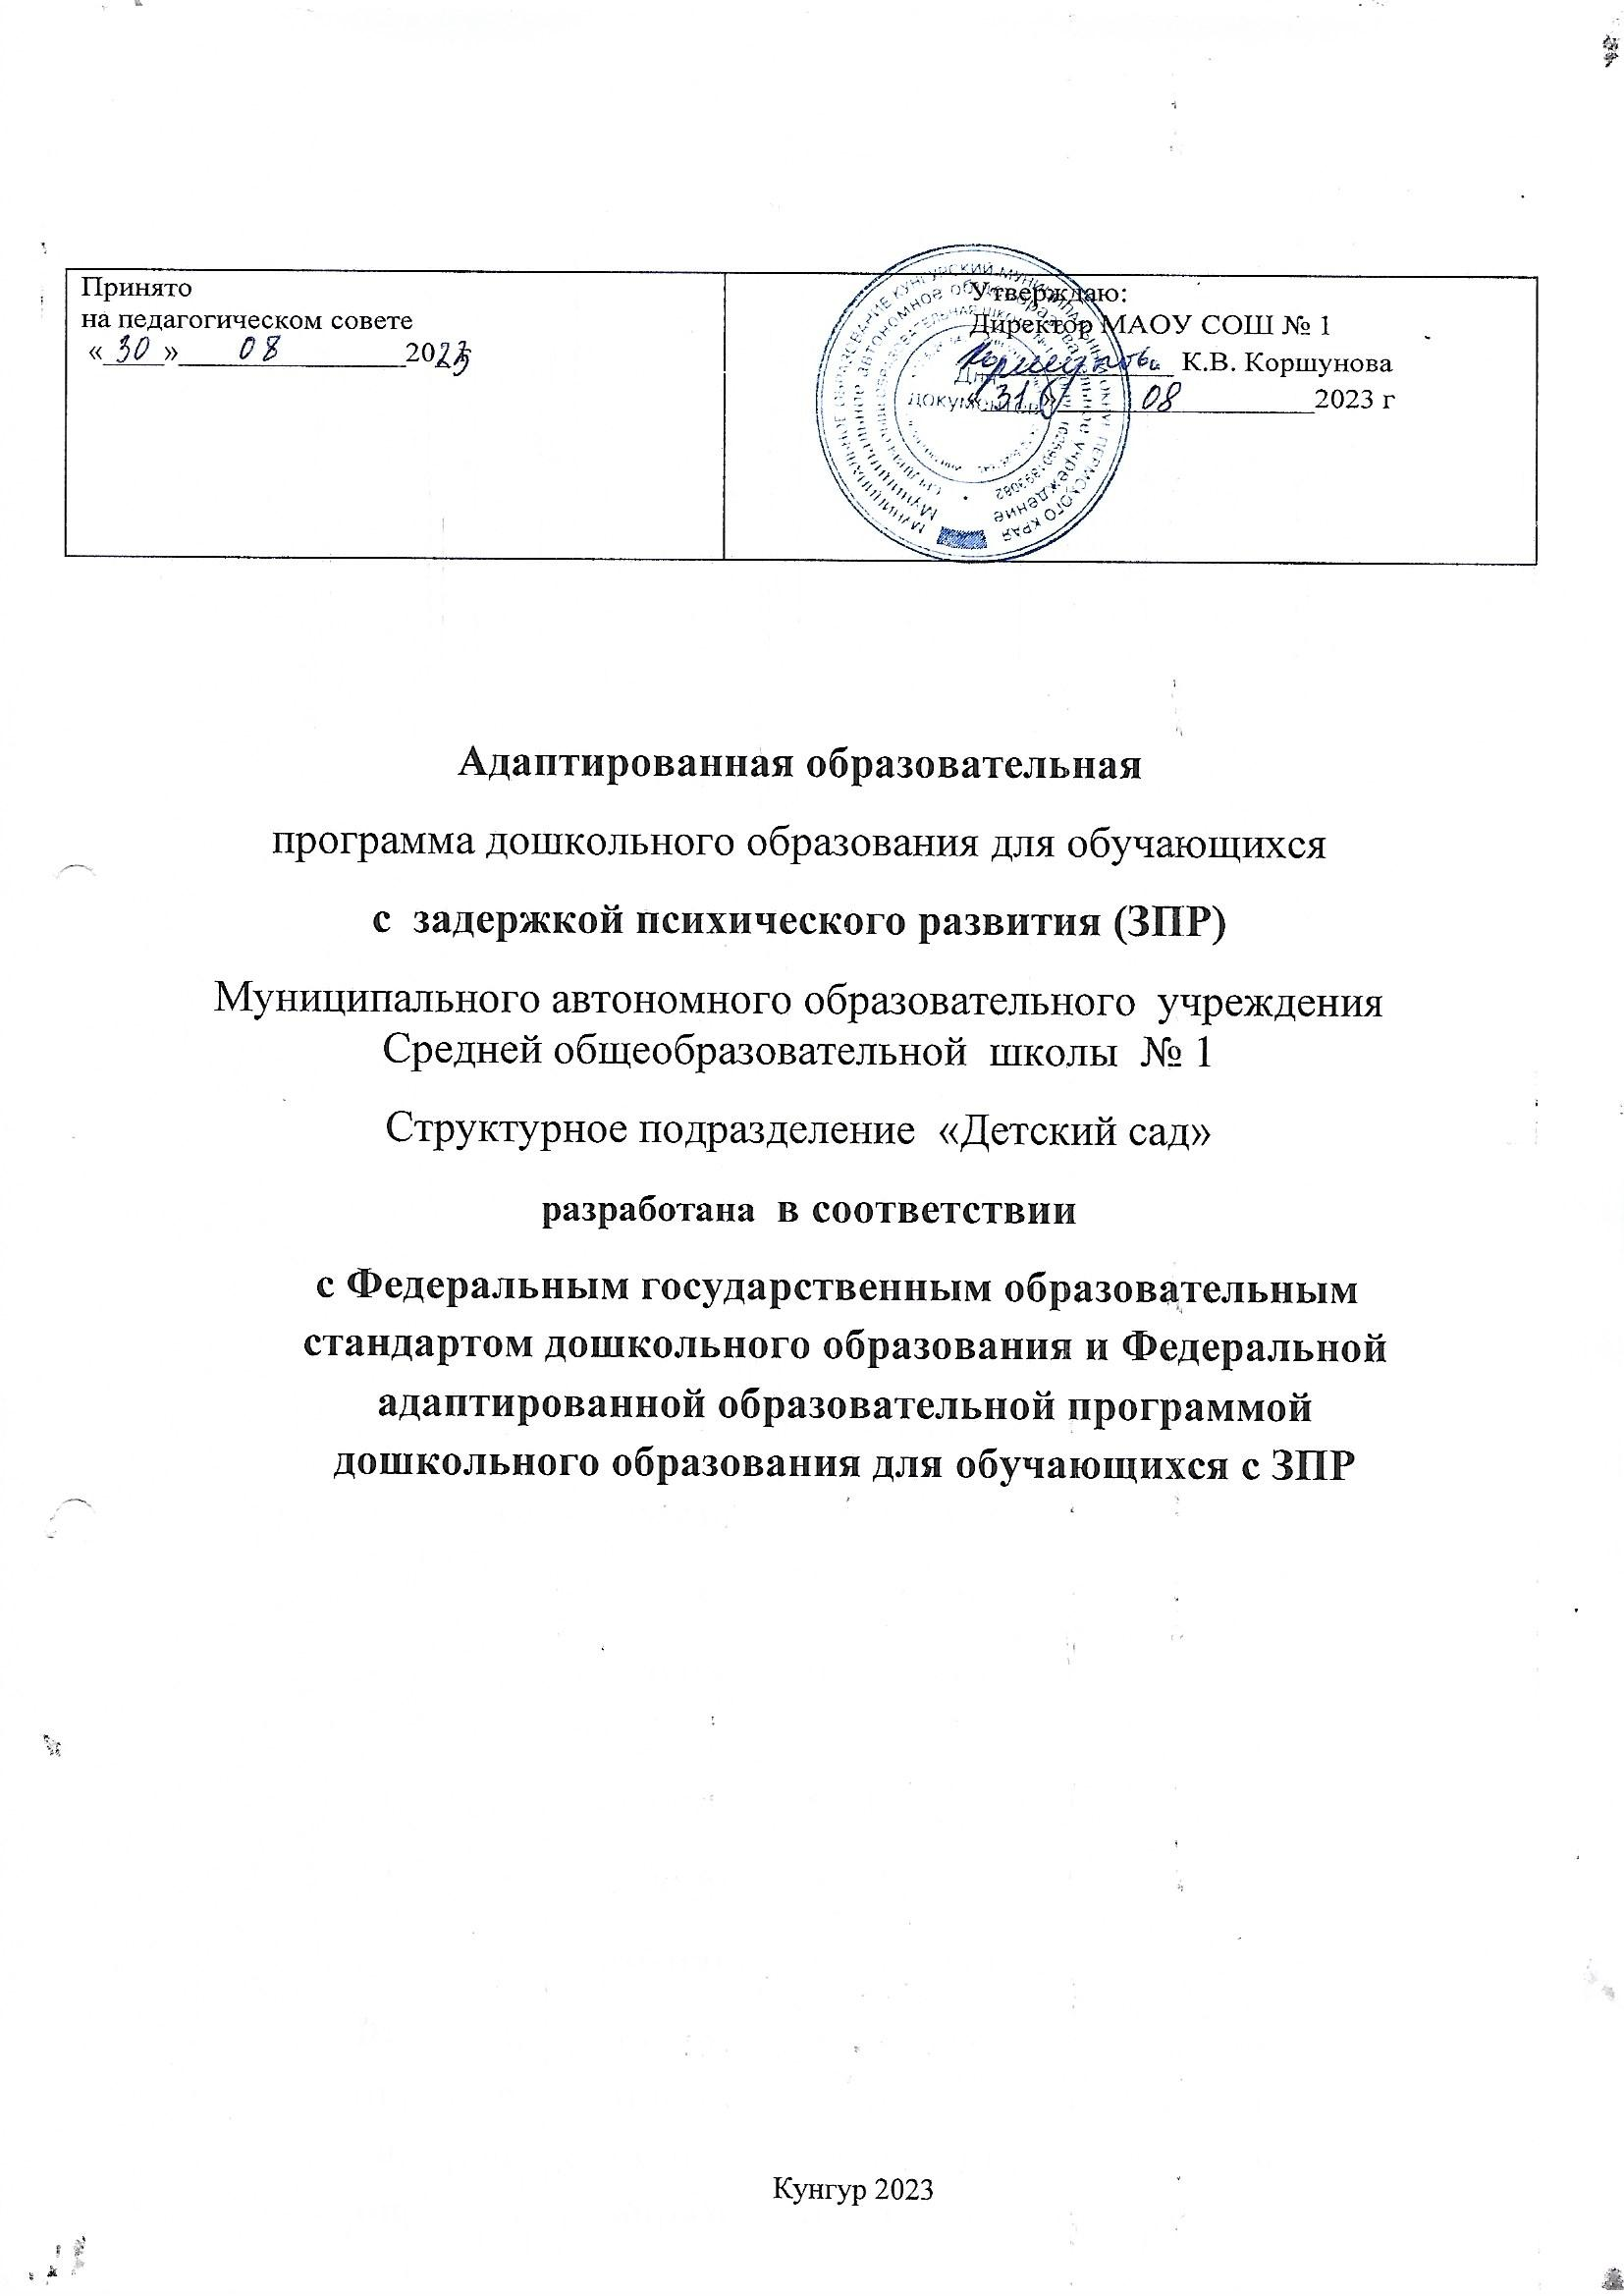 Принято
на педагогическом совете
«30» 08 2023
Утверждаю:
Директор МАОУ СОШ № 1
К.В. Коршунова
«31» 08 2023 г
Для
документов
Адаптированная образовательная
программа дошкольного образования для обучающихся
с задержкой психического развития (ЗПР)
Муниципального автономного образовательного учреждения
Средней общеобразовательной школы № 1
Структурное подразделение «Детский сад»
разработана в соответствии
с Федеральным государственным образовательным
стандартом дошкольного образования и Федеральной
адаптированной образовательной программой
дошкольного образования для обучающихся с ЗПР
Кунгур 2023